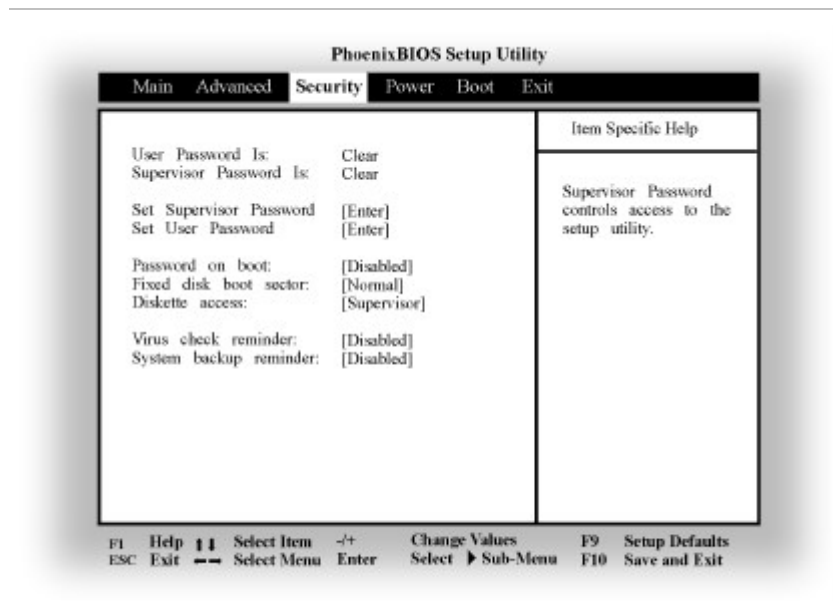 PhoenixBIOS Setup Utility
Main Advanced Security Power Boot Exit
Item Specific Help
User Password Is: Clear
Supervisor Password Is: Clear
Set Supervisor Password [Enter]
Set User Password [Enter]
Password on boot: [Disabled]
Fixed disk boot sector: [Normal]
Diskette access: [Supervisor]
Virus check reminder: [Disabled]
System backup reminder: [Disabled]
Supervisor Password
controls access to the
setup utility.
F1 Help ⬆⬇ Select Item -/+ Change Values F9 Setup Defaults
ESC Exit ←→ Select Menu Enter Select ▶ Sub-Menu F10 Save and Exit